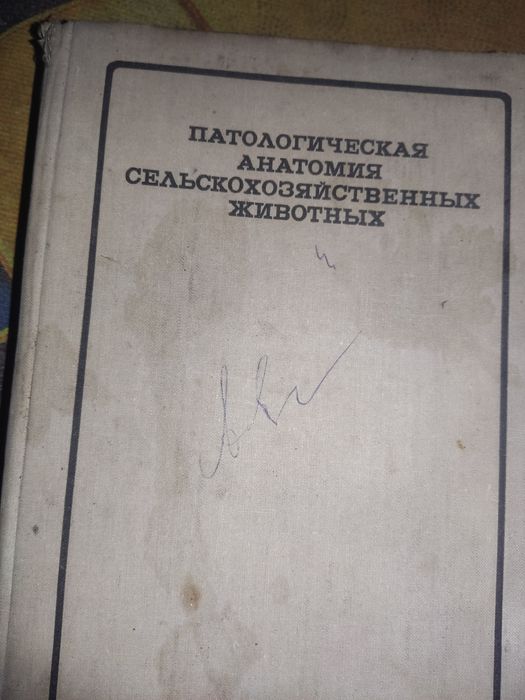 ПАТОЛОГИЧЕСКАЯ
АНАТОМИЯ
СЕЛЬСКОХОЗЯЙСТВЕННЫХ
ЖИВОТНЫХ